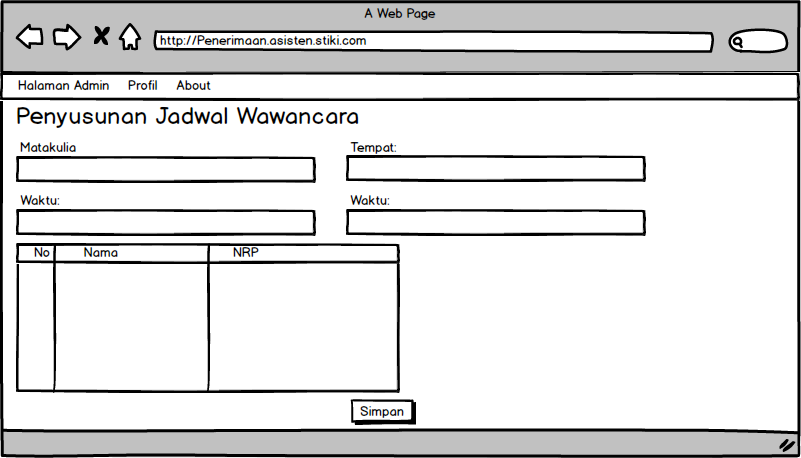 A Web Page
http://Penerimaan.asisten.stiki.com
Halaman Admin Profil About
Penyusunan Jadwal Wawancara
Matakulia Tempat:
Waktu: Waktu:
No Nama NRP
Simpan